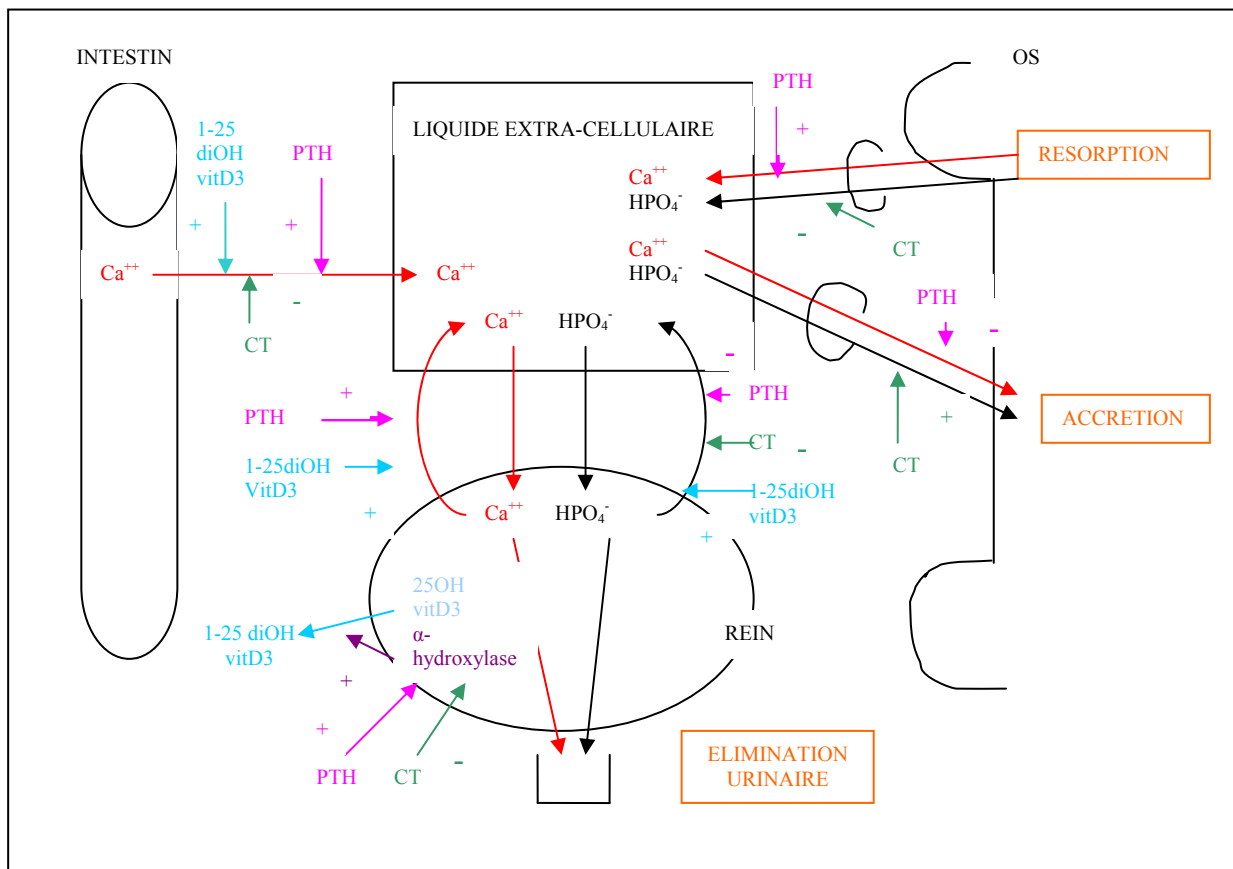 INTESTIN
OS
PTH
1-25
diOH
vitD3
PTH
LIQUIDE EXTRA-CELLULAIRE
+
RESORPTION
Ca⁺⁺
HPO₄⁻
+
+
-
CT
Ca⁺⁺
HPO₄⁻
Ca⁺⁺
Ca⁺⁺
-
CT
PTH
-
Ca⁺⁺
HPO₄⁻
-
+
PTH
PTH
+
ACCRETION
CT
-
CT
1-25diOH
VitD3
1-25diOH
vitD3
+
Ca⁺⁺
HPO₄⁻
+
25OH
vitD3
1-25 diOH
vitD3
α-
hydroxylase
REIN
+
+
-
PTH
CT
ELIMINATION
URINAIRE